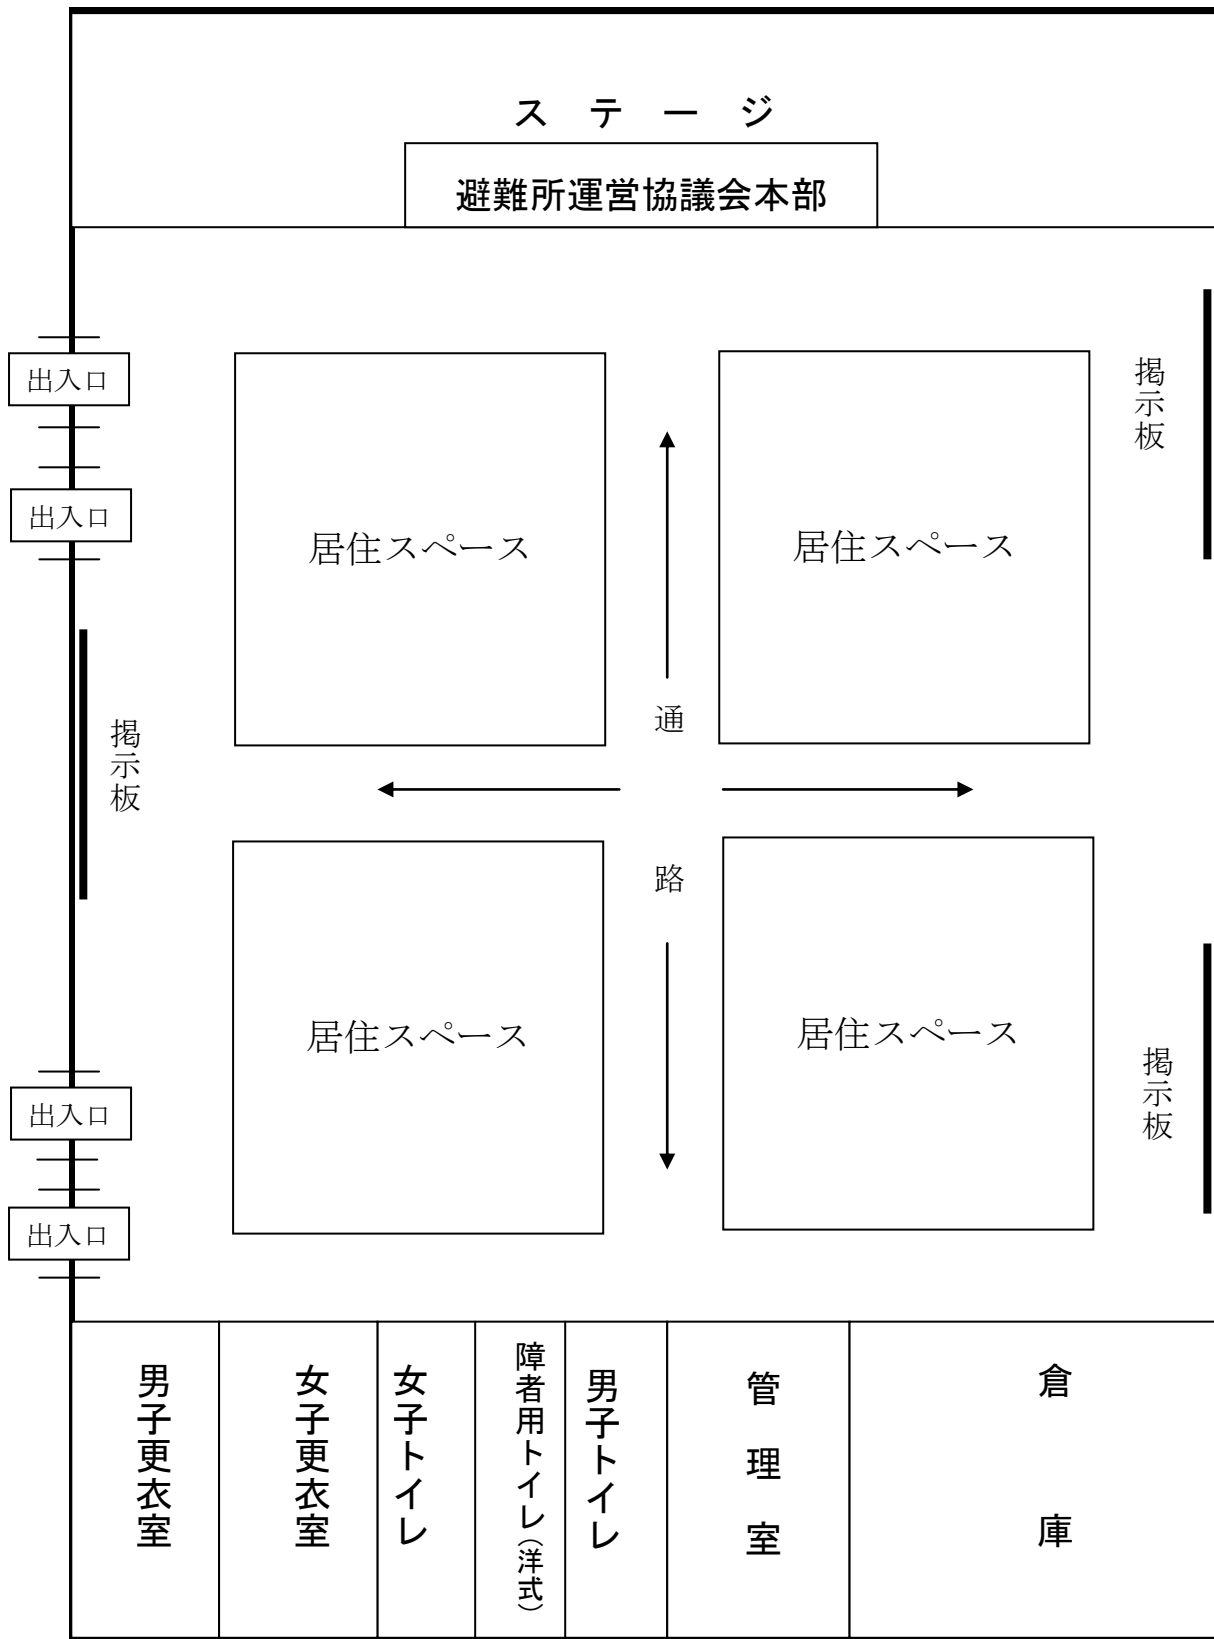 ステージ
避難所運営協議会本部
出入口
出入口
居住スペース
居住スペース
掲示板
通
掲示板
路
居住スペース
居住スペース
掲示板
出入口
出入口
男子更衣室
女子更衣室
女子トイレ
障者用トイレ(洋式)
男子トイレ
管理室
倉庫